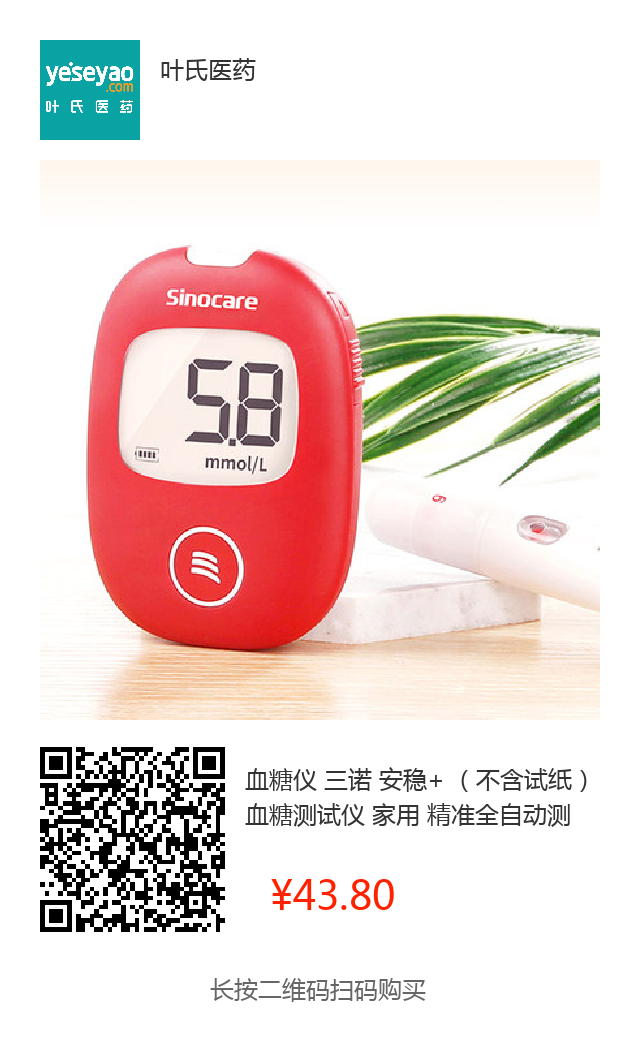 yeseyao
.com
叶氏医药
叶氏医药
Sinocare
5.8
mmol/L
6
血糖仪 三诺 安稳+ （不含试纸）
血糖测试仪 家用 精准全自动测
¥43.80
长按二维码扫码购买